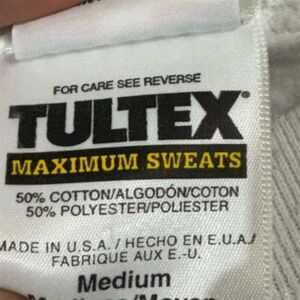 FOR CARE SEE REVERSE
TULTEX®
MAXIMUM SWEATS
50% COTTON/ALGODÓN/COTON
50% POLYESTER/POLIESTER
MADE IN U.S.A. / HECHO EN E.U.A./
FABRIQUE AUX E.-U.
Medium